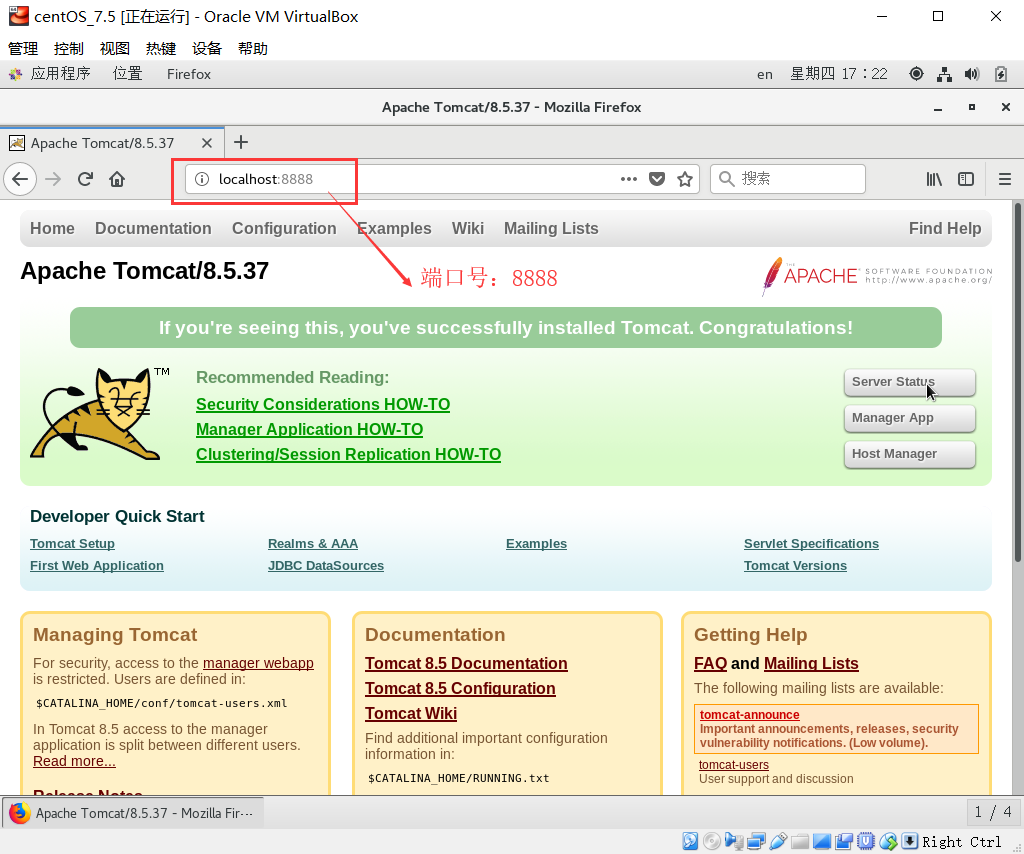 centOS_7.5 [正在运行] - Oracle VM VirtualBox
管理 控制 视图 热键 设备 帮助
应用程序 位置 Firefox en 星期四 17：22
Apache Tomcat/8.5.37 - Mozilla Firefox
Apache Tomcat/8.5.37
localhost:8888 搜索
Home Documentation Configuration Examples Wiki Mailing Lists Find Help
端口号：8888
Apache Tomcat/8.5.37
THE APACHE SOFTWARE FOUNDATION
http://www.apache.org/
If you're seeing this, you've successfully installed Tomcat. Congratulations!
TM
Recommended Reading:
Security Considerations HOW-TO
Manager Application HOW-TO
Clustering/Session Replication HOW-TO
Server Status
Manager App
Host Manager
Developer Quick Start
Tomcat Setup Realms & AAA Examples Servlet Specifications
First Web Application JDBC DataSources Tomcat Versions
Managing Tomcat
For security, access to the manager webapp
is restricted. Users are defined in:
$CATALINA_HOME/conf/tomcat-users.xml
In Tomcat 8.5 access to the manager
application is split between different users.
Read more...
Release Notes
Documentation
Tomcat 8.5 Documentation
Tomcat 8.5 Configuration
Tomcat Wiki
Find additional important configuration
information in:
$CATALINA_HOME/RUNNING.txt
Getting Help
FAQ and Mailing Lists
The following mailing lists are available:
tomcat-announce
Important announcements, releases, security
vulnerability notifications. (Low volume).
tomcat-users
User support and discussion
Apache Tomcat/8.5.37 - Mozilla Fir··· 1 / 4
Right Ctrl